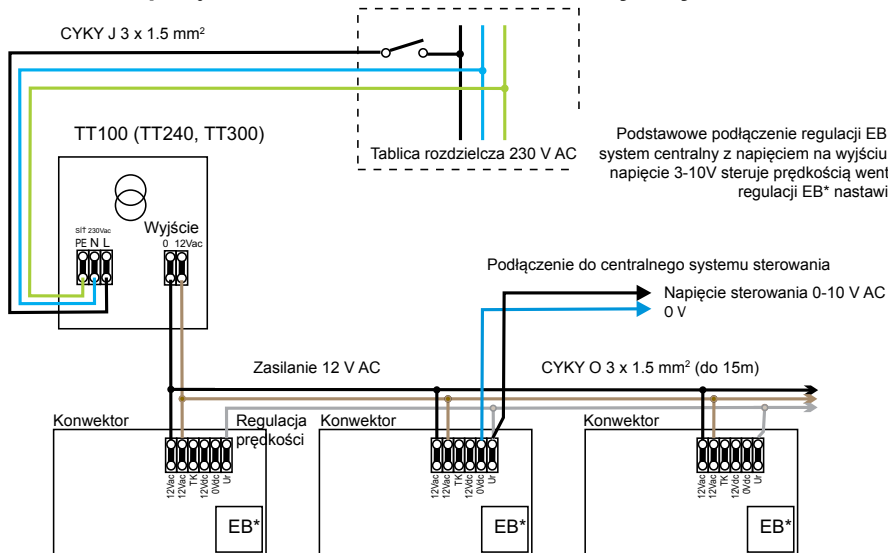 CYKY J 3 x 1.5 mm²
TT100 (TT240, TT300)
Tablica rozdzielcza 230 V AC
Podstawowe podłączenie regulacji EB
system centralny z napięciem na wyjściu
napięcie 3-10V steruje prędkością went
regulacji EB* nastawi
SÍŤ 230Vac
PE N L
Wyjście
0 12Vac
Podłączenie do centralnego systemu sterowania
Napięcie sterowania 0-10 V AC
0 V
Zasilanie 12 V AC
CYKY O 3 x 1.5 mm² (do 15m)
Konwektor
Regulacja
prędkości
Konwektor
Konwektor
12Vac
12Vac
TK
12Vdc
0Vdc
Ur
12Vac
12Vac
TK
12Vdc
0Vdc
Ur
12Vac
12Vac
TK
12Vdc
0Vdc
Ur
EB*
EB*
EB*